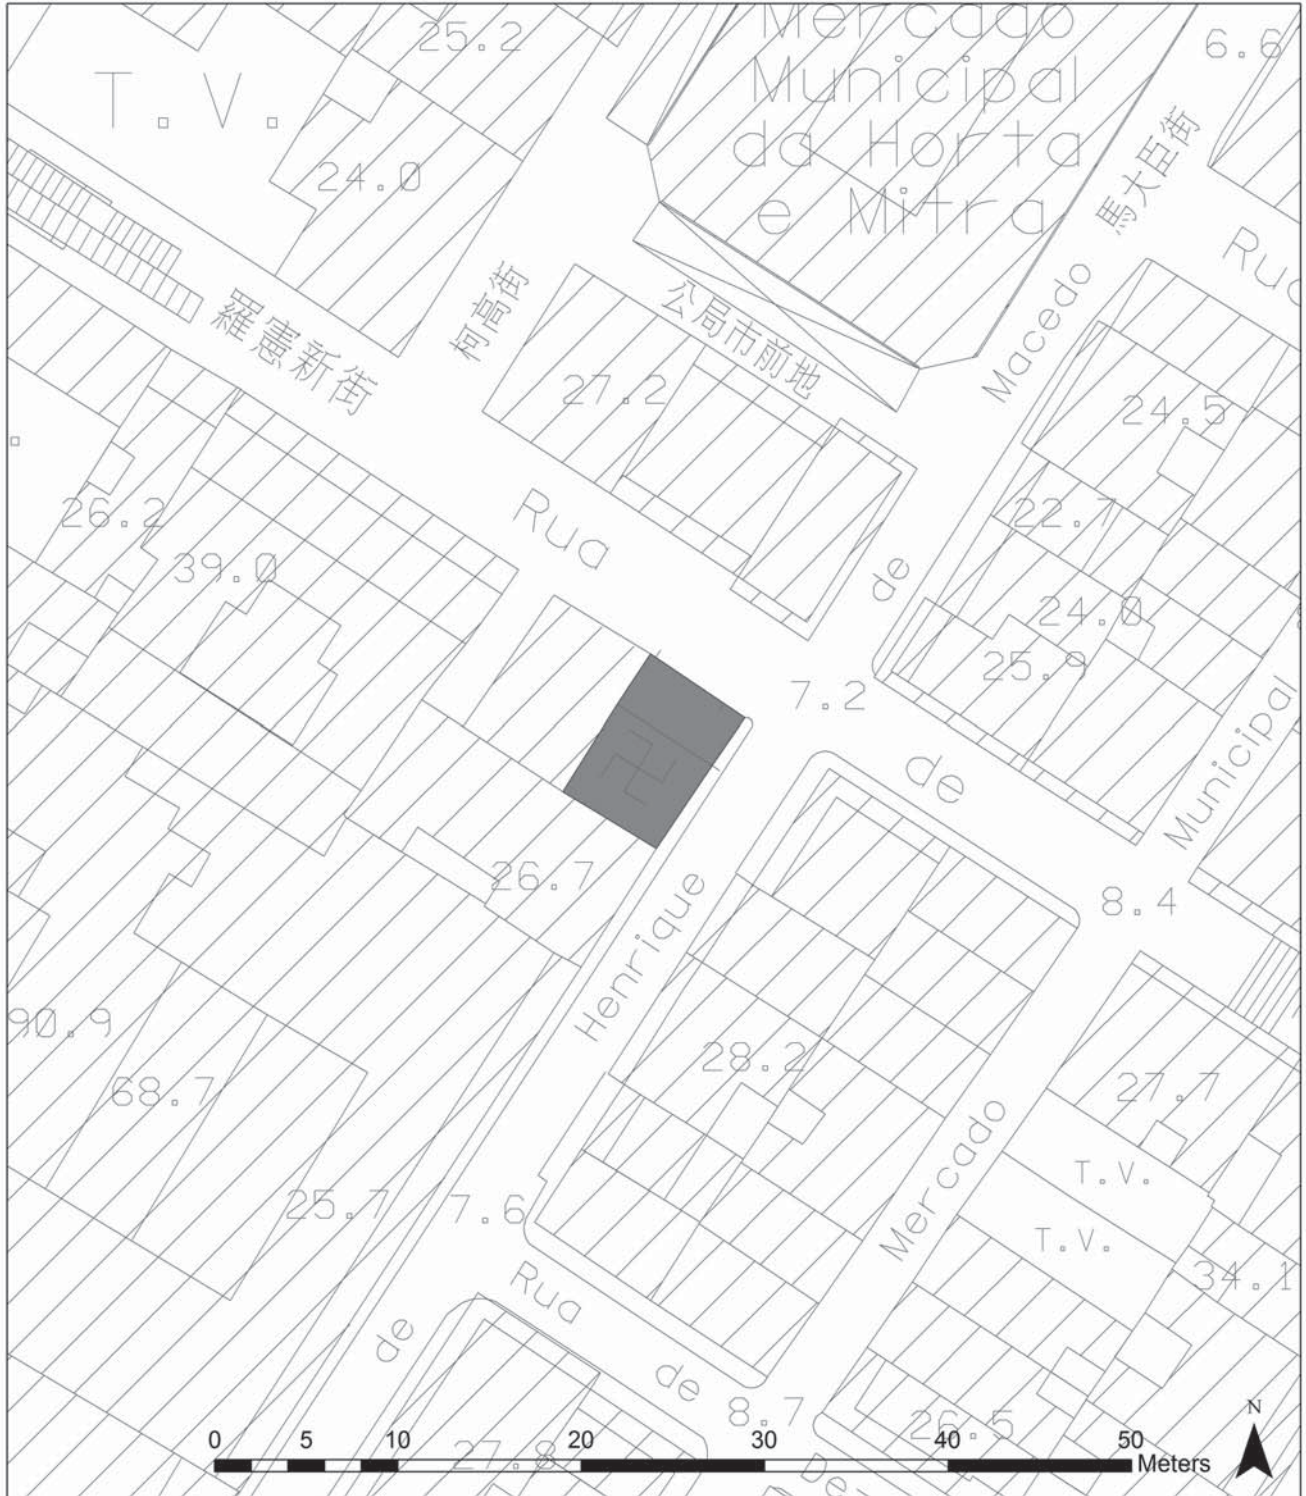 Mercado
Municipal
da Horta
e Mitra
25.2
6.6
T.V.
24.0
馬大臣街
羅憲新街
柯高街
公局市前地
Rua
Macedo
27.2
24.5
26.2
39.0
Rua
22.7
de
24.0
25.9
7.2
de
Municipal
26.7
8.4
Henrique
90.9
68.7
28.2
27.7
Mercado
T.V.
T.V.
25.7
7.6
34.1
Rua
de
de
8.7
26.5
27.8
0 5 10 20 30 40 50
Meters
N